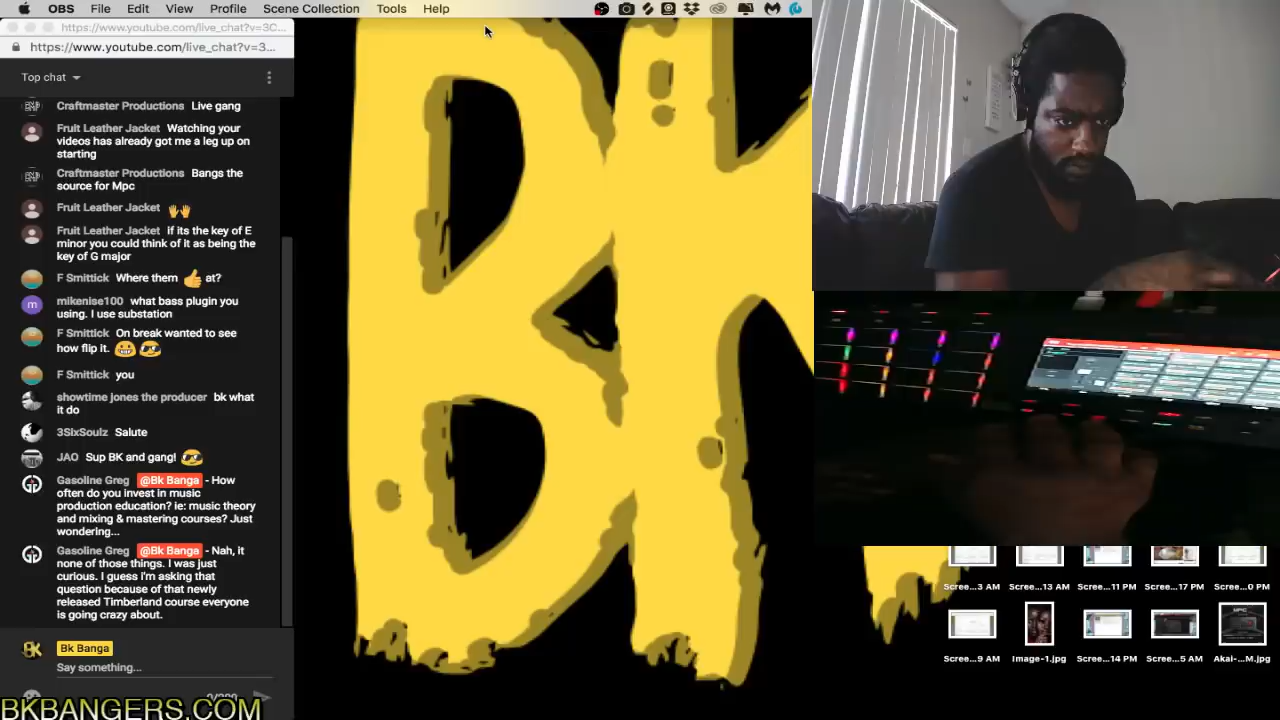 OBS File Edit View Profile Scene Collection Tools Help
https://www.youtube.com/live_chat?v=3C...
https://www.youtube.com/live_chat?v=3...
Top chat
Craftmaster Productions Live gang
Fruit Leather Jacket Watching your
videos has already got me a leg up on
starting
Craftmaster Productions Bangs the
source for Mpc
Fruit Leather Jacket 🙌
Fruit Leather Jacket if its the key of E
minor you could think of it as being the
key of G major
F Smittick Where them 👍 at?
mikenise100 what bass plugin you
using. I use substation
F Smittick On break wanted to see
how flip it. 😁 😎
F Smittick you
showtime jones the producer bk what
it do
3SIxSoulz Salute
JAO Sup BK and gang! 😎
Gasoline Greg @Bk Banga - How
often do you invest in music
production education? ie: music theory
and mixing & mastering courses? Just
wondering...
Gasoline Greg @Bk Banga - Nah, it
none of those things. I was just
curious. I guess I'm asking that
question because of that newly
released Timberland course everyone
is going crazy about.
BK Bk Banga
Say something...
0/200
BKBANGERS.COM
BK
Scree...3 AM Scree...13 AM Scree...11 PM Scree...17 PM Scree...0 PM
Scree...9 AM Image-1.jpg Scree...14 PM Scree...5 AM Akai-...M.jpg